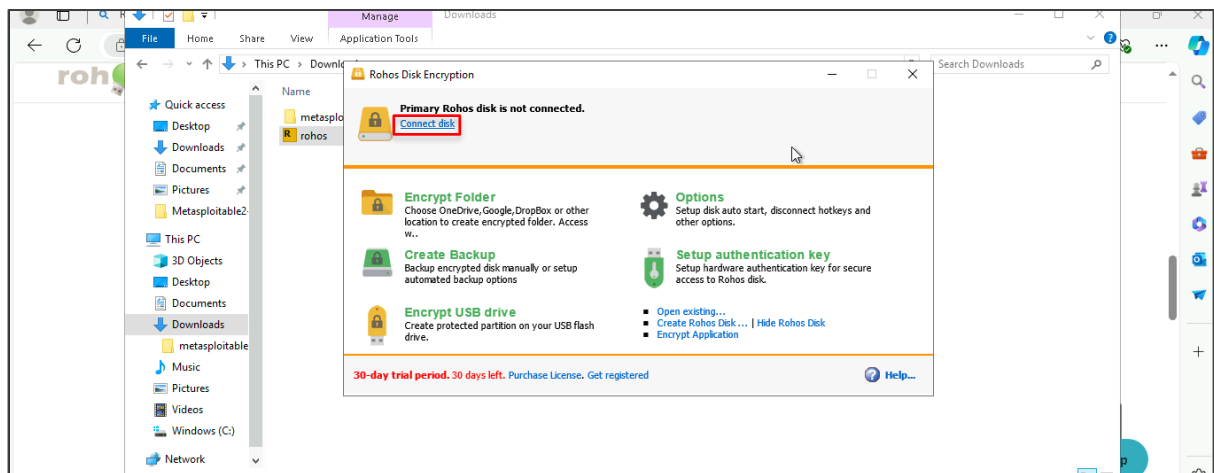 Manage
Downloads
File
Home
Share
View
Application Tools
This PC
Search Downloads
roh
Quick access
Desktop
Downloads
Documents
Pictures
Metasploitable2-
This PC
3D Objects
Desktop
Documents
Downloads
metasploitable
Music
Pictures
Videos
Windows (C:)
Network
Name
metasplo
R rohos
Rohos Disk Encryption
Primary Rohos disk is not connected.
Connect disk
Encrypt Folder
Choose OneDrive,Google,DropBox or other
location to create encrypted folder. Access
w..
Create Backup
Backup encrypted disk manually or setup
automated backup options
Encrypt USB drive
Create protected partition on your USB flash
drive.
Options
Setup disk auto start, disconnect hotkeys and
other options.
Setup authentication key
Setup hardware authentication key for secure
access to Rohos disk.
Open existing...
Create Rohos Disk ... | Hide Rohos Disk
Encrypt Application
30-day trial period. 30 days left. Purchase License. Get registered
Help...
p